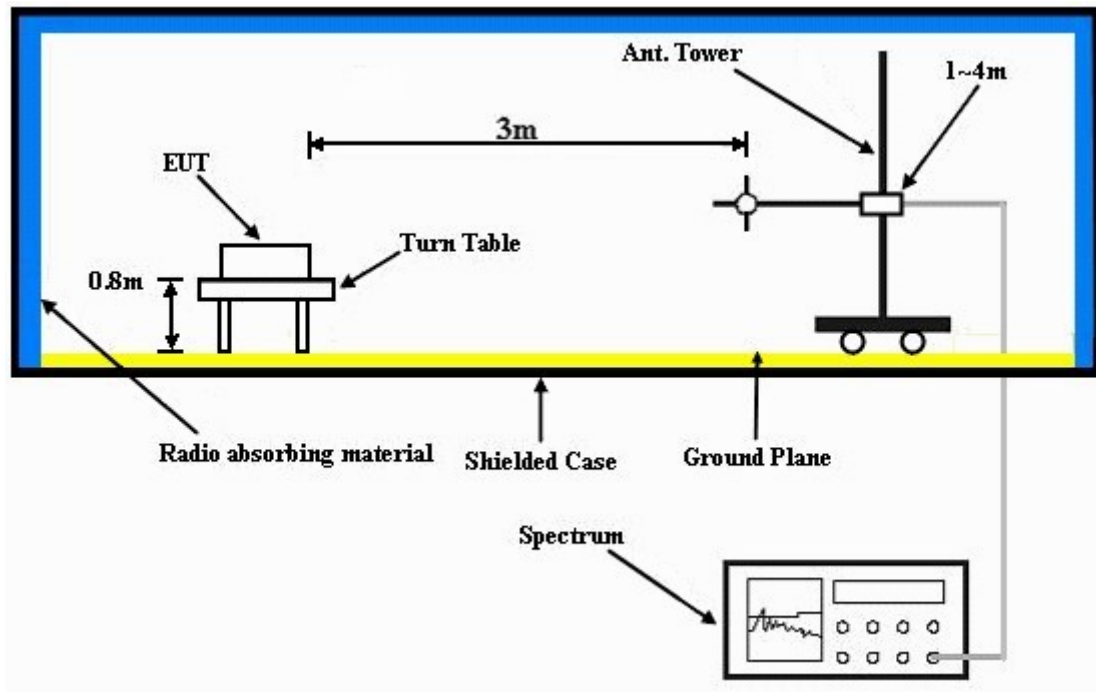 Ant. Tower
1~4m
3m
EUT
Turn Table
0.8m
Radio absorbing material
Shielded Case
Ground Plane
Spectrum